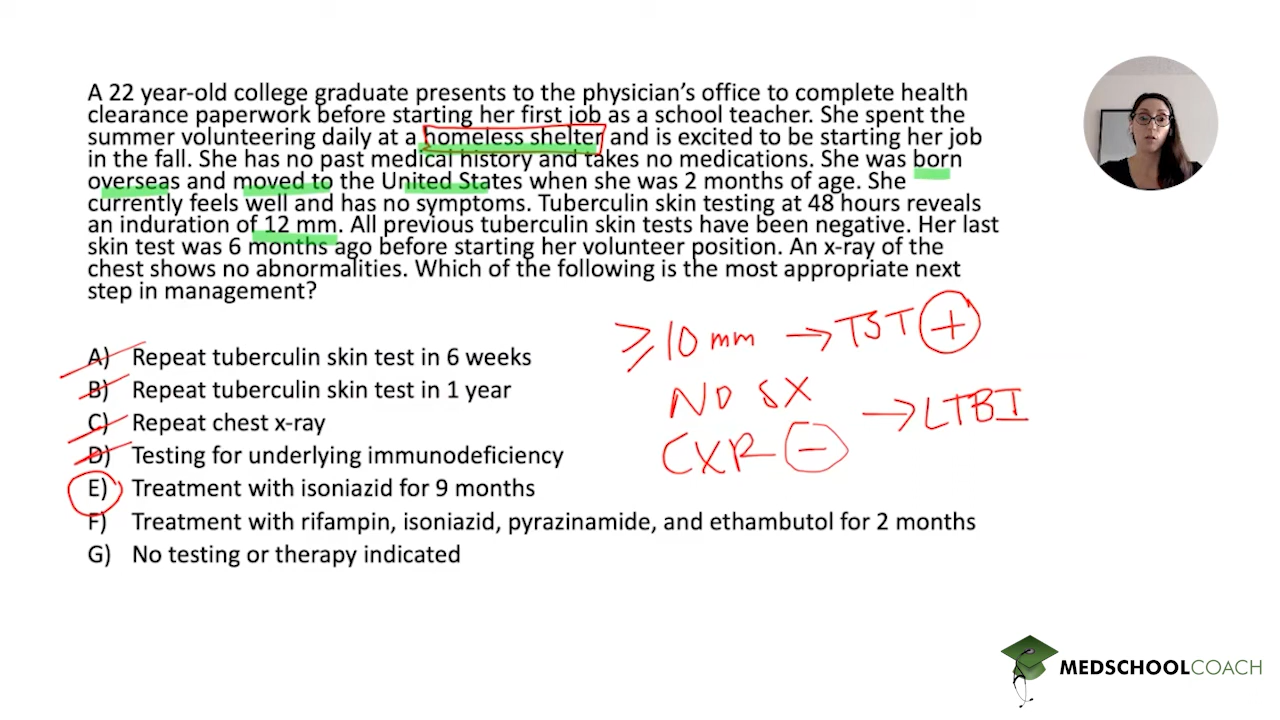 A 22 year-old college graduate presents to the physician's office to complete health
clearance paperwork before starting her first job as a school teacher. She spent the
summer volunteering daily at a homeless shelter and is excited to be starting her job
in the fall. She has no past medical history and takes no medications. She was born
overseas and moved to the United States when she was 2 months of age. She
currently feels well and has no symptoms. Tuberculin skin testing at 48 hours reveals
an induration of 12 mm. All previous tuberculin skin tests have been negative. Her last
skin test was 6 months ago before starting her volunteer position. An x-ray of the
chest shows no abnormalities. Which of the following is the most appropriate next
step in management?
≥10 mm → TST +
A) Repeat tuberculin skin test in 6 weeks
B) Repeat tuberculin skin test in 1 year
NO SX
C) Repeat chest x-ray
→ LTBI
D) Testing for underlying immunodeficiency
CXR −
E) Treatment with isoniazid for 9 months
F) Treatment with rifampin, isoniazid, pyrazinamide, and ethambutol for 2 months
G) No testing or therapy indicated
MEDSCHOOLCOACH